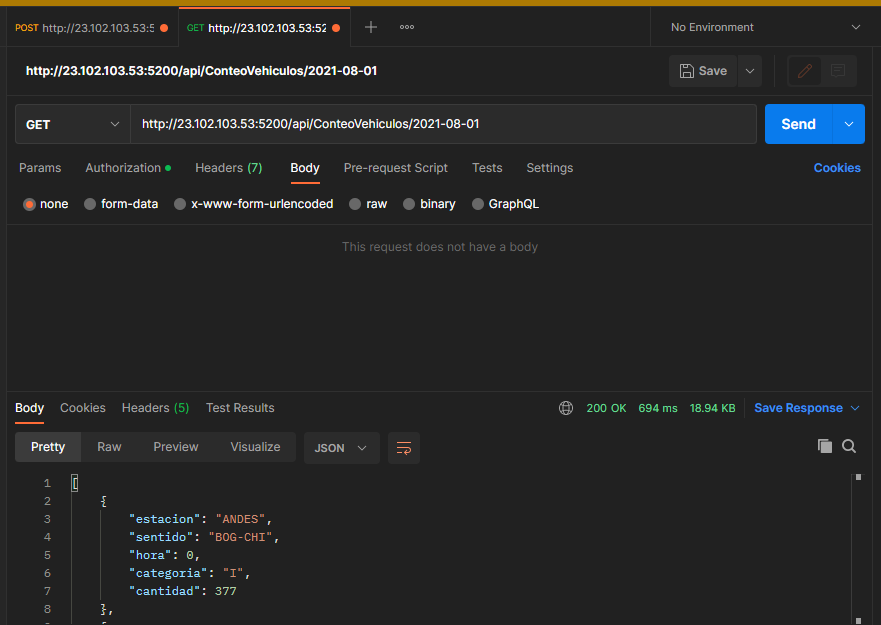 POST http://23.102.103.53:5 GET http://23.102.103.53:52 No Environment
http://23.102.103.53:5200/api/ConteoVehiculos/2021-08-01 Save
GET http://23.102.103.53:5200/api/ConteoVehiculos/2021-08-01 Send
Params Authorization Headers (7) Body Pre-request Script Tests Settings Cookies
none form-data x-www-form-urlencoded raw binary GraphQL
This request does not have a body
Body Cookies Headers (5) Test Results 200 OK 694 ms 18.94 KB Save Response
Pretty Raw Preview Visualize JSON
1 [
2 {
3 "estacion": "ANDES",
4 "sentido": "BOG-CHI",
5 "hora": 0,
6 "categoria": "I",
7 "cantidad": 377
8 },